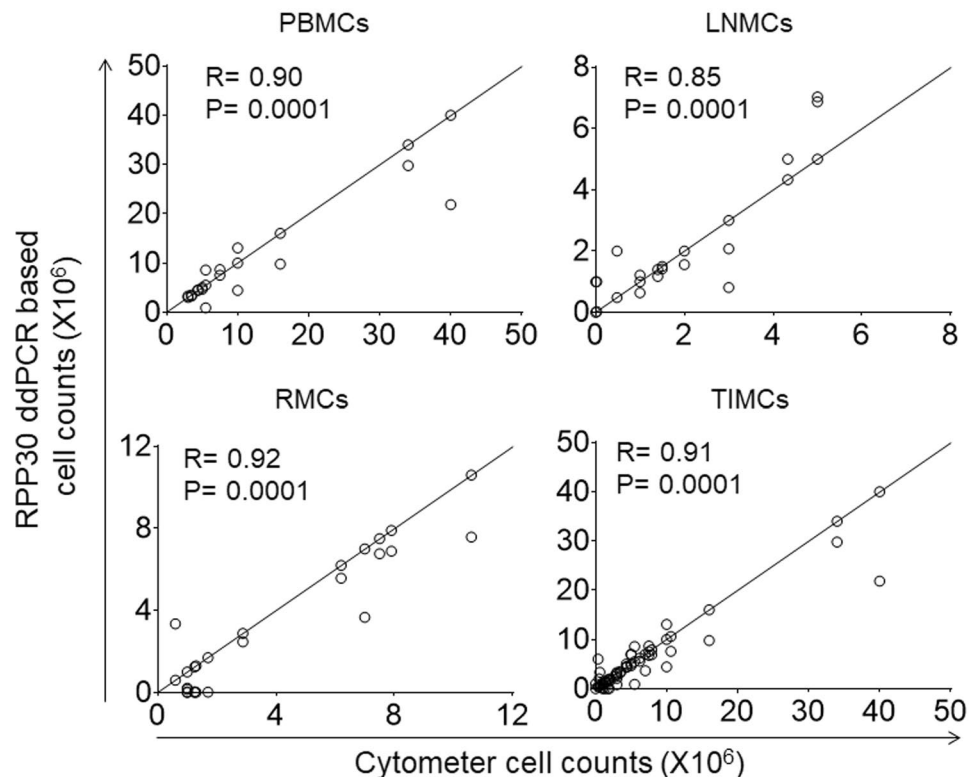 PBMCs
R= 0.90
P= 0.0001
50
40
30
20
10
0
0 10 20 30 40 50
LNMCs
R= 0.85
P= 0.0001
8
6
4
2
0
0 2 4 6 8
RMCs
R= 0.92
P= 0.0001
12
8
4
0
0 4 8 12
TIMCs
R= 0.91
P= 0.0001
50
40
30
20
10
0
0 10 20 30 40 50
RPP30 ddPCR based
cell counts (X10⁶)
Cytometer cell counts (X10⁶)